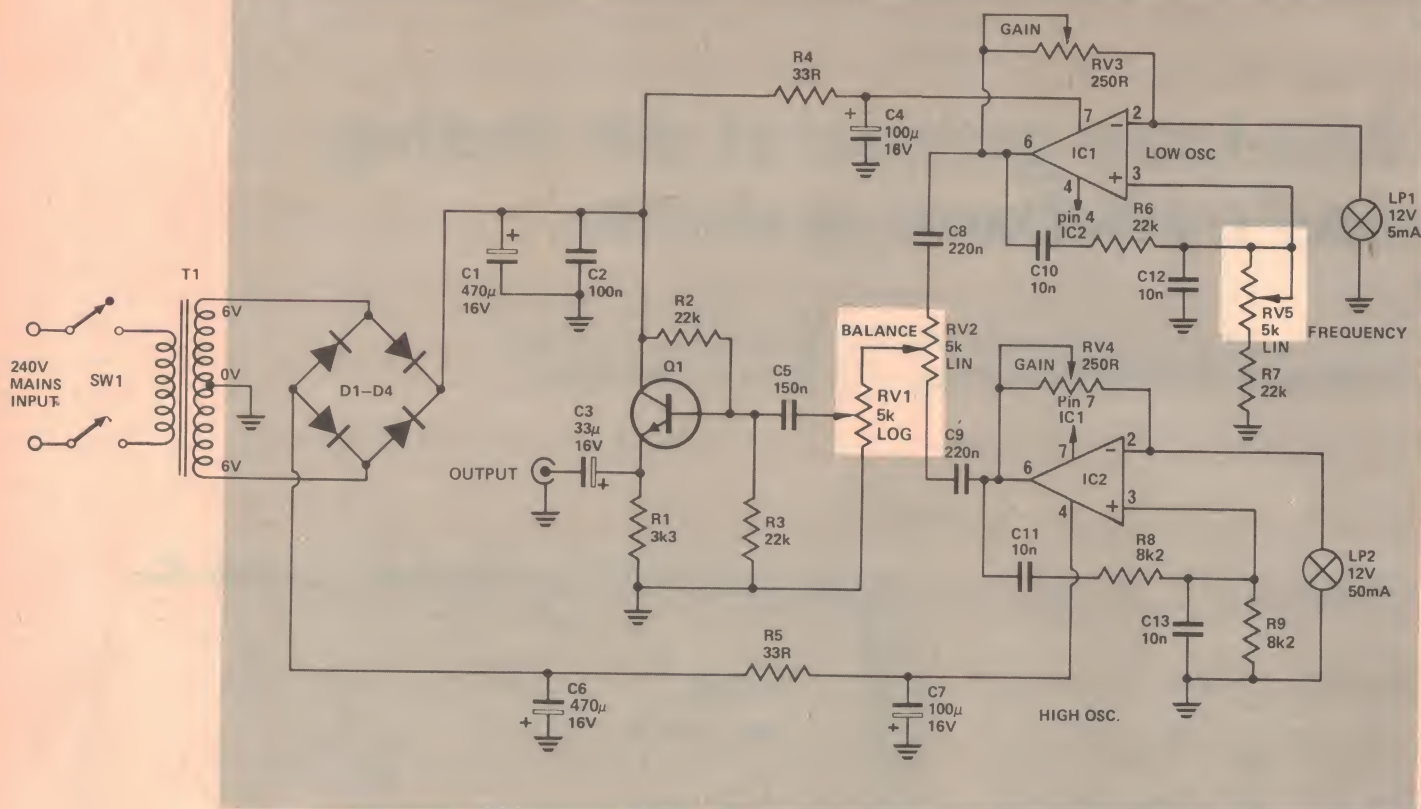 GAIN
RV3
250R
R4
33R
+
C4
100μ
16V
7
2
−
6
IC1
LOW OSC
+
3
4
pin 4
IC2
R6
22k
LP1
12V
5mA
C8
220n
C10
10n
C12
10n
RV5
5k
LIN
FREQUENCY
R7
22k
T1
6V
0V
6V
240V
MAINS
INPUT
SW1
D1–D4
+
C1
470μ
16V
C2
100n
R2
22k
Q1
C5
150n
BALANCE
RV2
5k
LIN
RV1
5k
LOG
C3
33μ
16V
+
OUTPUT
R1
3k3
R3
22k
C9
220n
GAIN
RV4
250R
Pin 7
IC1
7
2
−
6
IC2
3
+
4
C11
10n
R8
8k2
C13
10n
R9
8k2
LP2
12V
50mA
R5
33R
C6
470μ
16V
+
C7
100μ
16V
+
HIGH OSC.